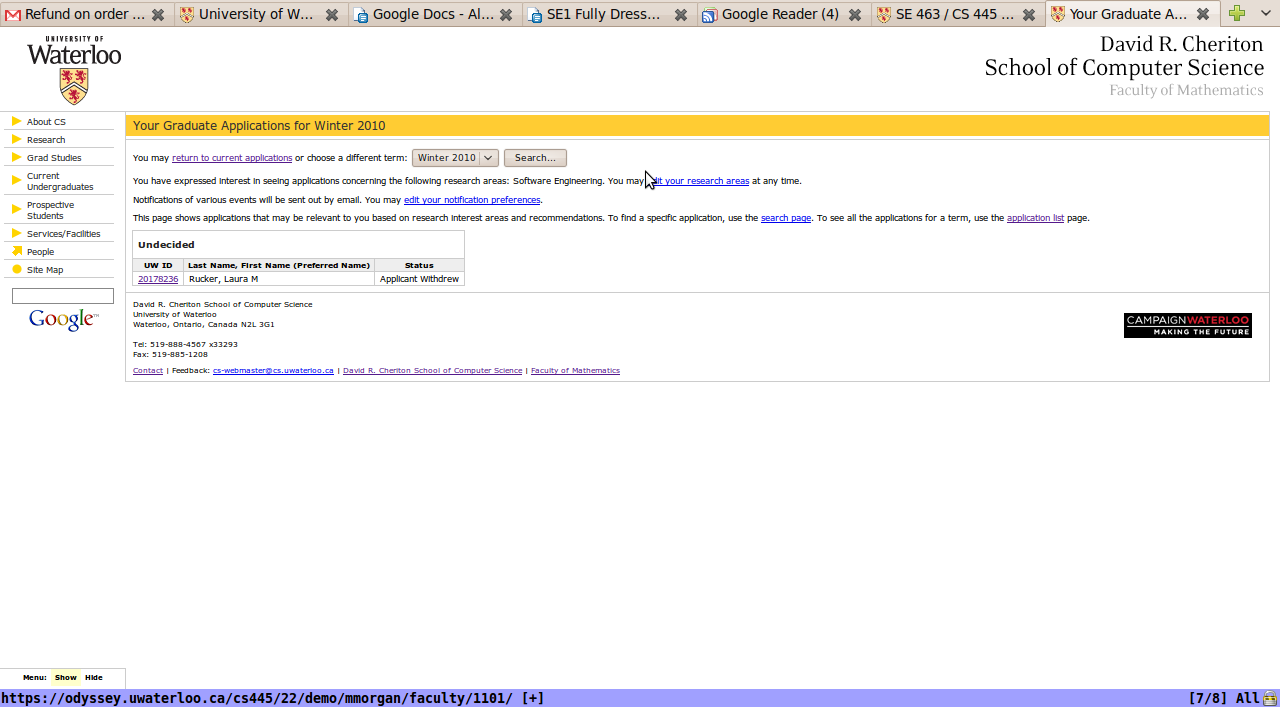 Refund on order ... University of W... Google Docs - Al... SE1 Fully Dress... Google Reader (4) SE 463 / CS 445 ... Your Graduate A...
UNIVERSITY OF
Waterloo
David R. Cheriton
School of Computer Science
Faculty of Mathematics
About CS
Research
Grad Studies
Current
Undergraduates
Prospective
Students
Services/Facilities
People
Site Map
Google™
Your Graduate Applications for Winter 2010
You may return to current applications or choose a different term: Winter 2010 Search...
You have expressed interest in seeing applications concerning the following research areas: Software Engineering. You may it your research areas at any time.
Notifications of various events will be sent out by email. You may edit your notification preferences.
This page shows applications that may be relevant to you based on research interest areas and recommendations. To find a specific application, use the search page. To see all the applications for a term, use the application list page.
Undecided
UW ID Last Name, First Name (Preferred Name) Status
20178236 Rucker, Laura M Applicant Withdrew
David R. Cheriton School of Computer Science
University of Waterloo
Waterloo, Ontario, Canada N2L 3G1
Tel: 519-888-4567 x33293
Fax: 519-885-1208
Contact | Feedback: cs-webmaster@cs.uwaterloo.ca | David R. Cheriton School of Computer Science | Faculty of Mathematics
CAMPAIGNWATERLOO
MAKING THE FUTURE
Menu: Show Hide
https://odyssey.uwaterloo.ca/cs445/22/demo/mmorgan/faculty/1101/ [+] [7/8] All